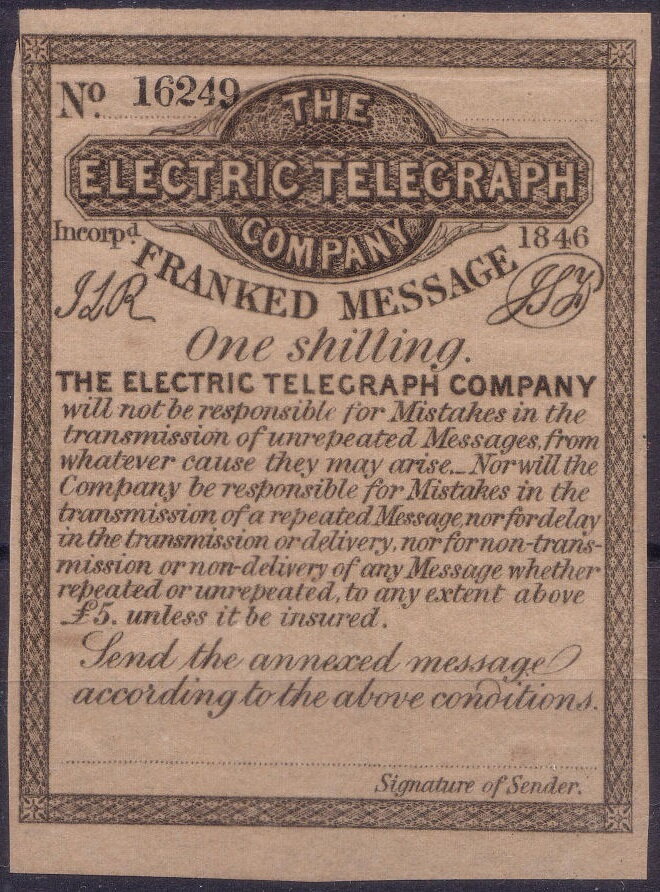 No. 16249
THE
ELECTRIC TELEGRAPH
COMPANY
Incorpd. 1846
FRANKED MESSAGE
JLR
One shilling.
THE ELECTRIC TELEGRAPH COMPANY
will not be responsible for Mistakes in the
transmission of unrepeated Messages, from
whatever cause they may arise._Nor will the
Company be responsible for Mistakes in the
transmission of a repeated Message, nor for delay
in the transmission or delivery, nor for non-trans-
mission or non-delivery of any Message whether
repeated or unrepeated, to any extent above
£5. unless it be insured.
Send the annexed message
according to the above conditions.
Signature of Sender.